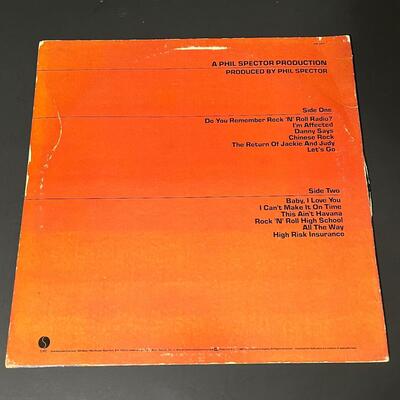 A PHIL SPECTOR PRODUCTION
PRODUCED BY PHIL SPECTOR
Side One
Do You Remember Rock 'N' Roll Radio?
I'm Affected
Danny Says
Chinese Rock
The Return Of Jackie And Judy
Let's Go
Side Two
Baby, I Love You
I Can't Make It On Time
This Ain't Havana
Rock 'N' Roll High School
All The Way
High Risk Insurance